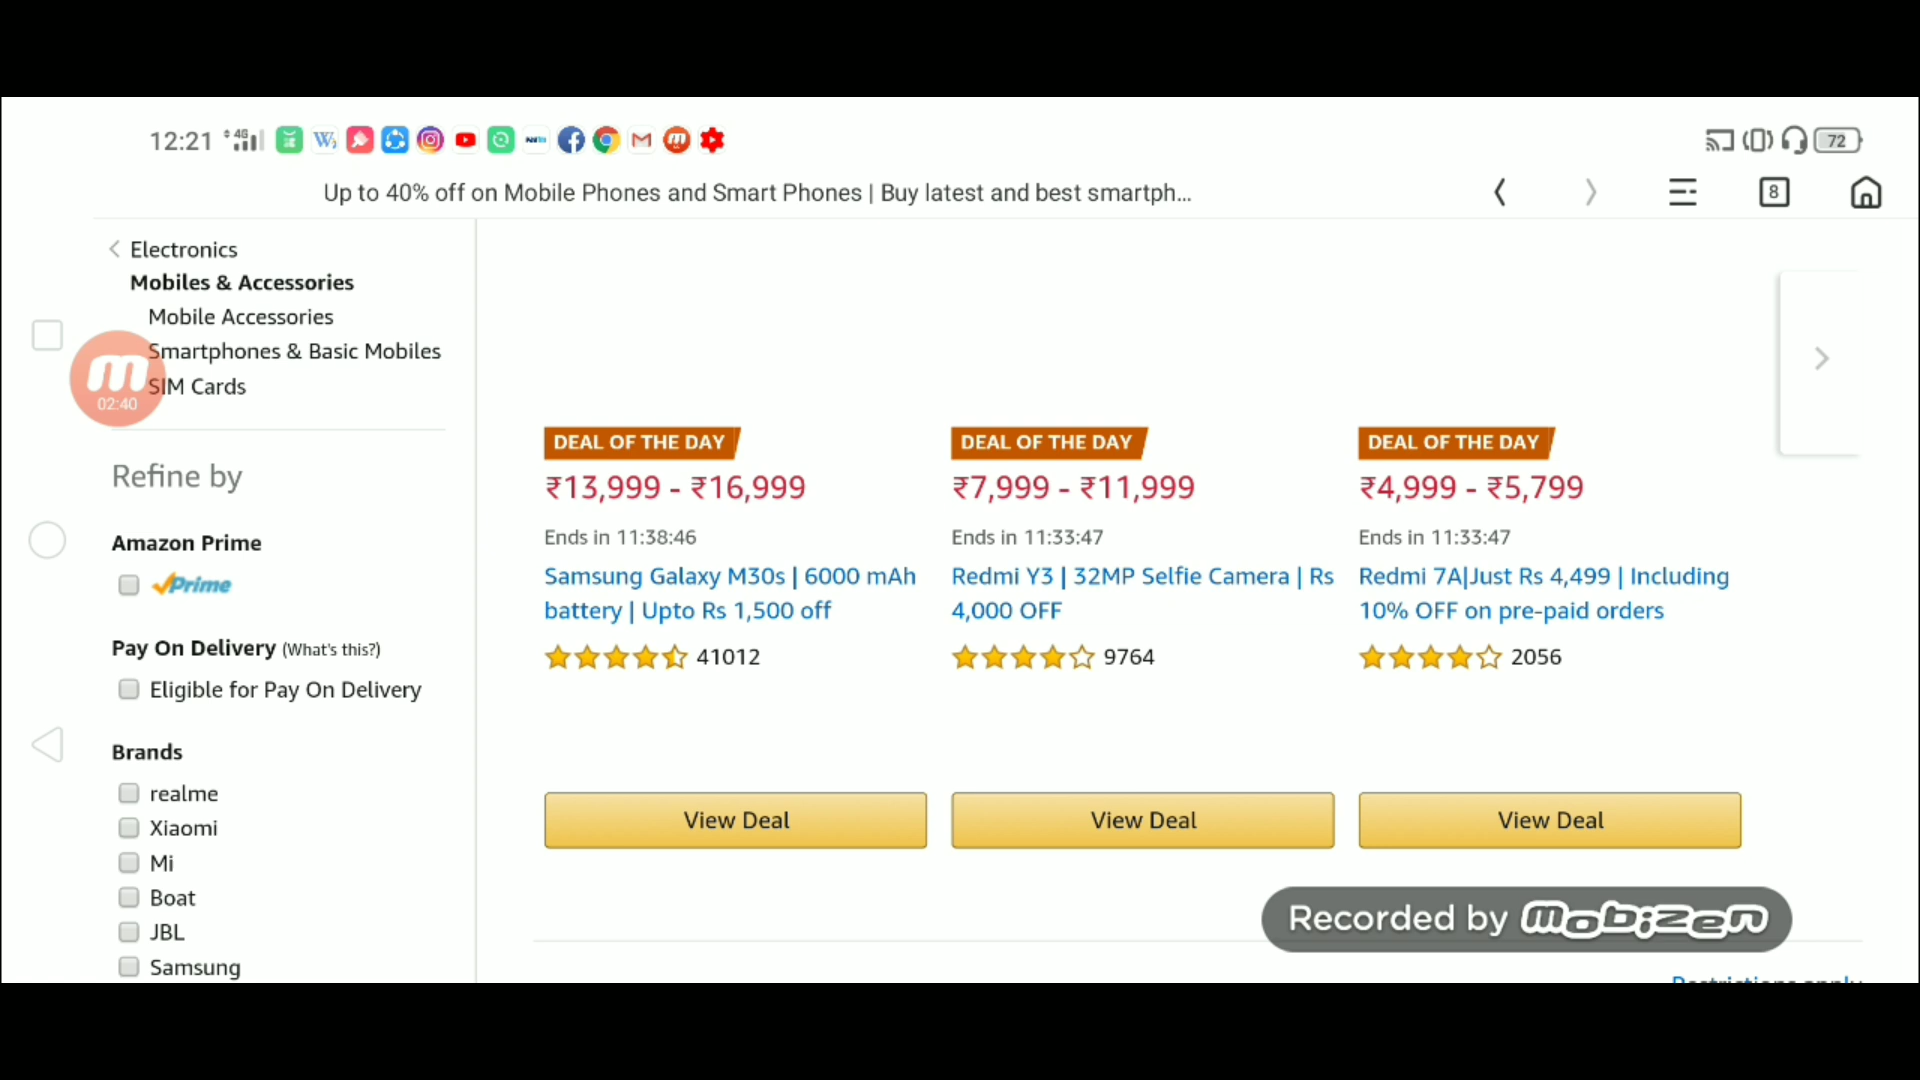 12:21 4G 72
Up to 40% off on Mobile Phones and Smart Phones | Buy latest and best smartph...
8
Electronics
Mobiles & Accessories
Mobile Accessories
Smartphones & Basic Mobiles
SIM Cards
m
02:40
Refine by
Amazon Prime
Prime
Pay On Delivery (What's this?)
Eligible for Pay On Delivery
Brands
realme
Xiaomi
Mi
Boat
JBL
Samsung
DEAL OF THE DAY
₹13,999 - ₹16,999
Ends in 11:38:46
Samsung Galaxy M30s | 6000 mAh
battery | Upto Rs 1,500 off
41012
View Deal
DEAL OF THE DAY
₹7,999 - ₹11,999
Ends in 11:33:47
Redmi Y3 | 32MP Selfie Camera | Rs
4,000 OFF
9764
View Deal
DEAL OF THE DAY
₹4,999 - ₹5,799
Ends in 11:33:47
Redmi 7A|Just Rs 4,499 | Including
10% OFF on pre-paid orders
2056
View Deal
Recorded by mobizen
Restrictions apply